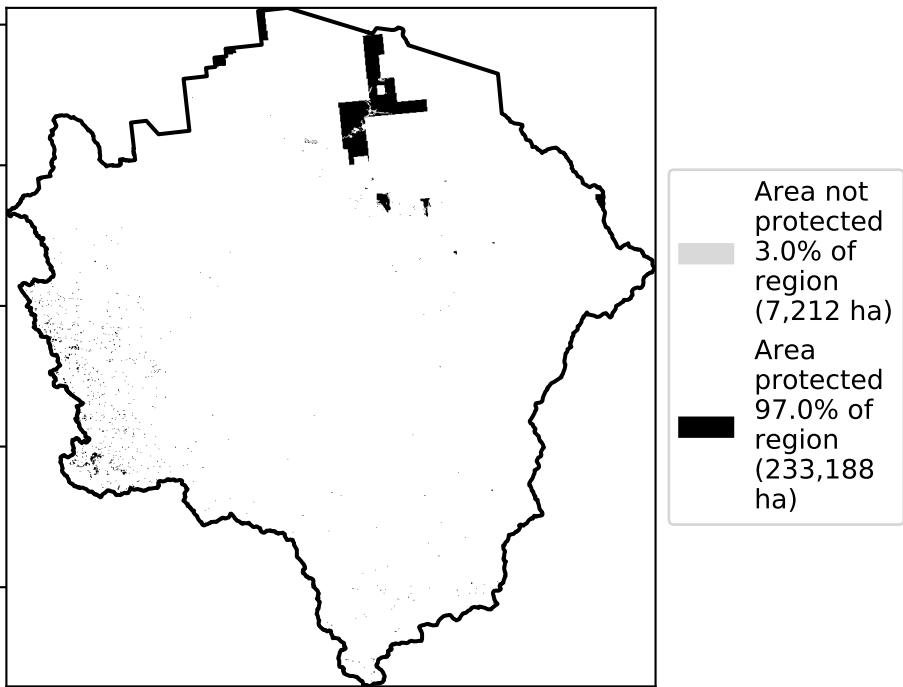 Area not
protected
3.0% of
region
(7,212 ha)
Area
protected
97.0% of
region
(233,188
ha)